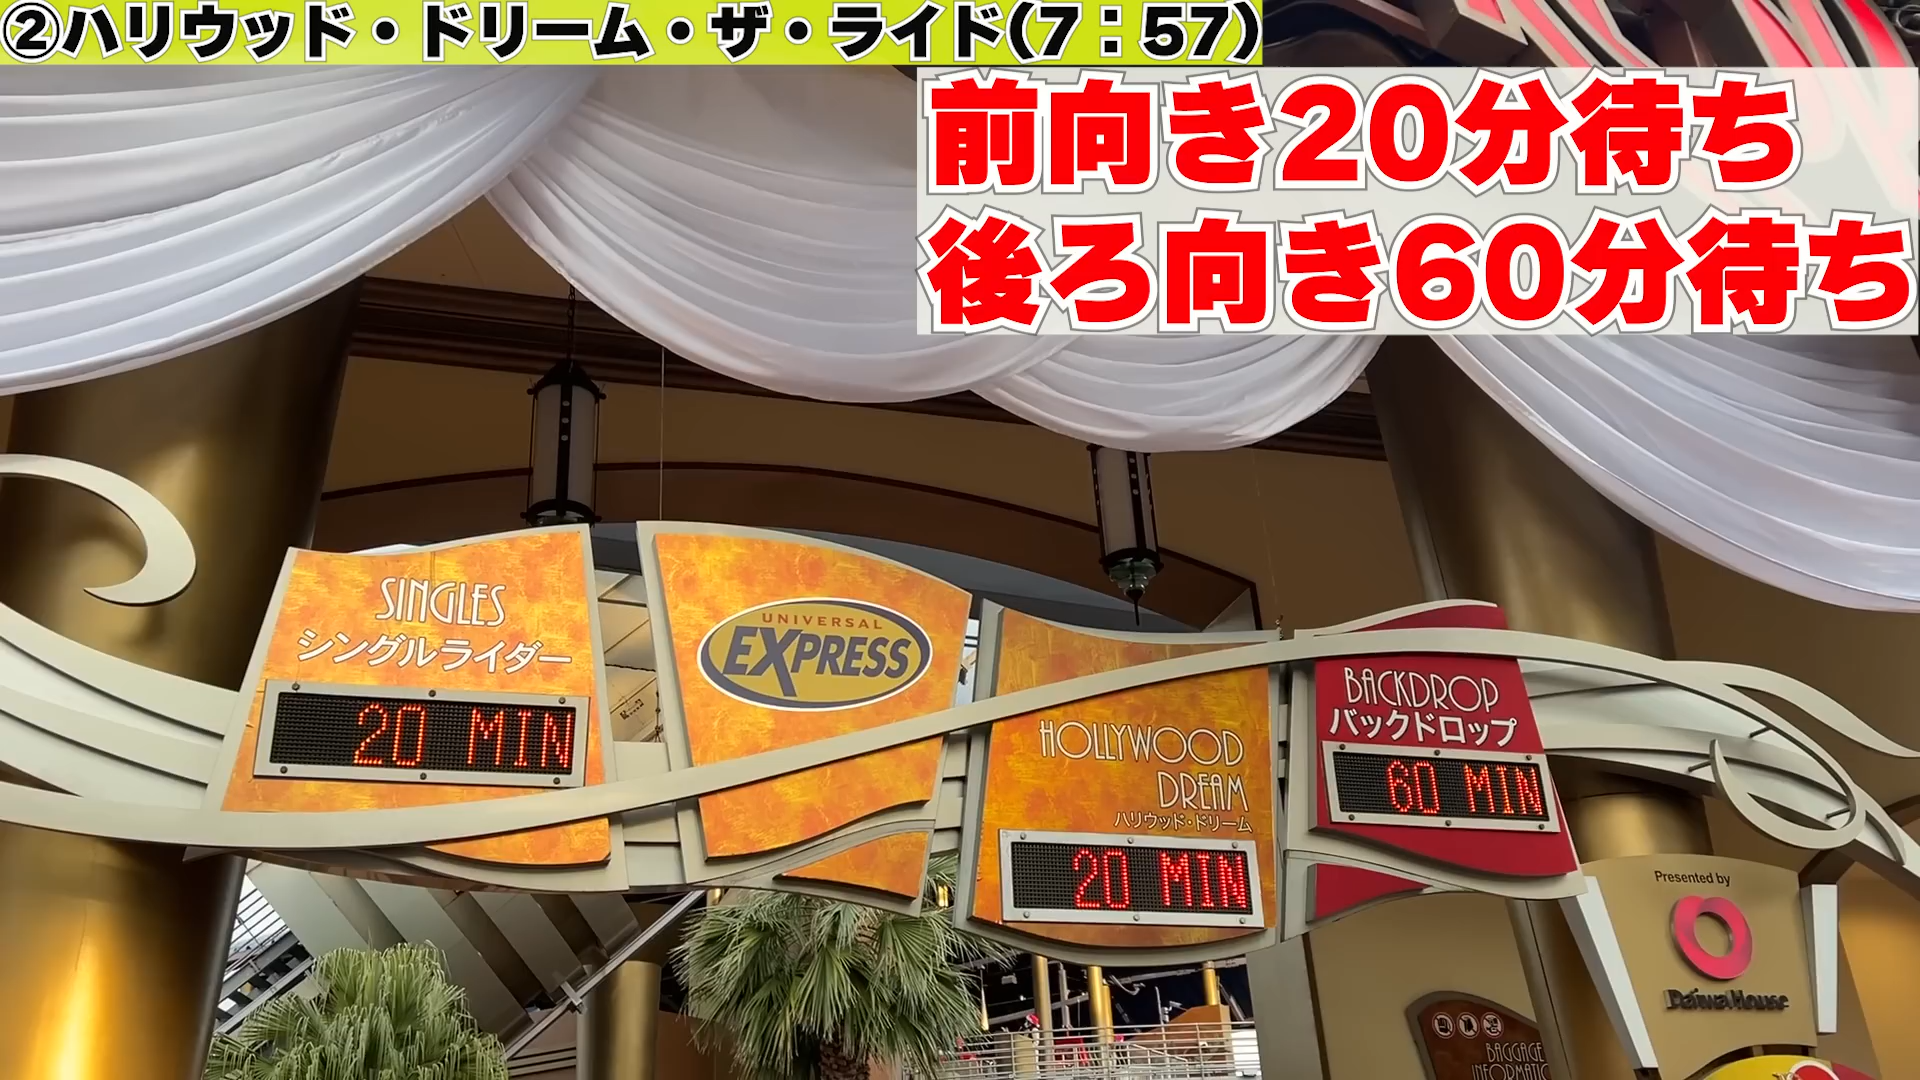 ②ハリウッド・ドリーム・ザ・ライド(7：57)
前向き20分待ち
後ろ向き60分待ち
SINGLES
シングルライダー
20 MIN
UNIVERSAL
EXPRESS
HOLLYWOOD
DREAM
ハリウッド・ドリーム
20 MIN
BACKDROP
バックドロップ
60 MIN
Presented by
Daiwa House
BAGGAGE
INFORMATIO